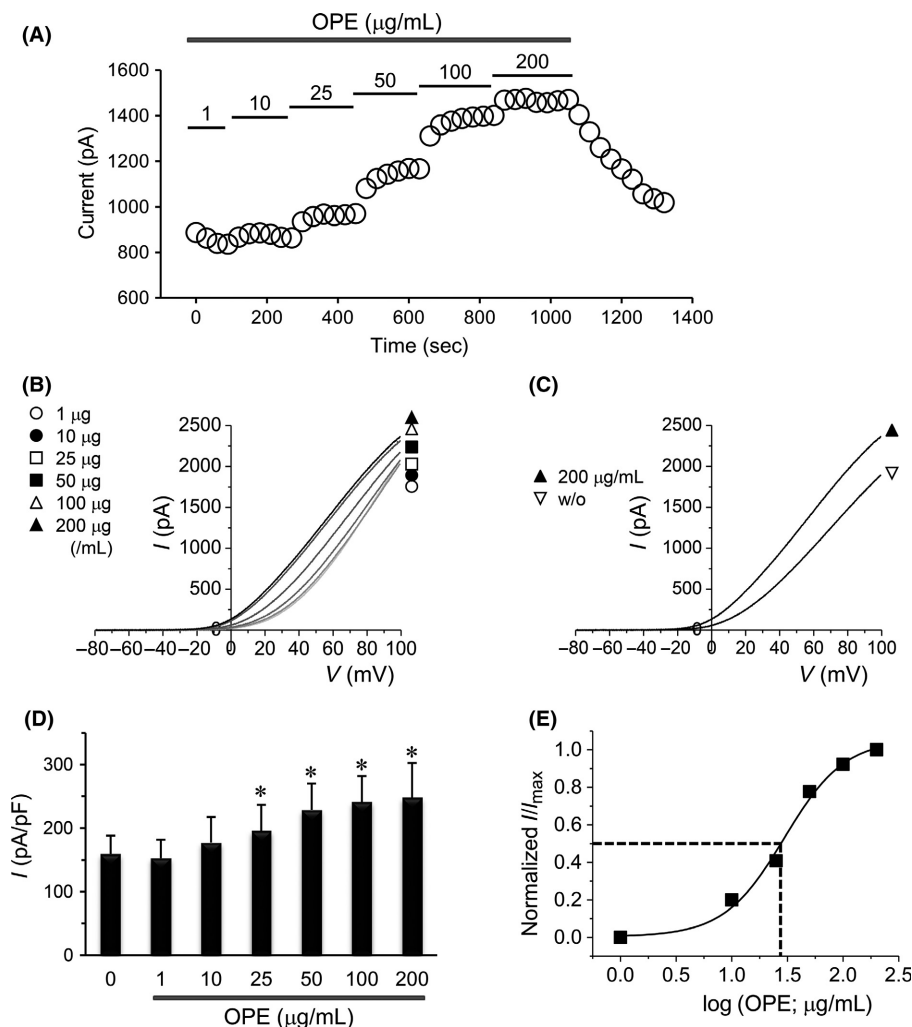 (A)
OPE (μg/mL)
1 10 25 50 100 200
1600
1400
1200
1000
800
600
Current (pA)
0 200 400 600 800 1000 1200 1400
Time (sec)
(B)
1 μg
10 μg
25 μg
50 μg
100 μg
200 μg
(/mL)
2500
2000
1500
1000
500
0
I (pA)
−80 −60 −40 −20 0 20 40 60 80 100
V (mV)
(C)
200 μg/mL
w/o
2500
2000
1500
1000
500
0
I (pA)
−80 −60 −40 −20 0 20 40 60 80 100
V (mV)
(D)
300
200
150
100
0
I (pA/pF)
* * * *
0 1 10 25 50 100 200
OPE (μg/mL)
(E)
1.0
0.8
0.6
0.4
0.2
0.0
Normalized I/Imax
0.0 0.5 1.0 1.5 2.0 2.5
log (OPE; μg/mL)